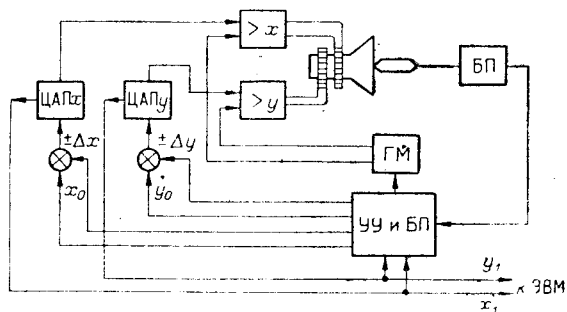 > x
БП
ЦАПx
ЦАПy
> y
±Δx
±Δy
ГМ
x₀
y₀
УУ и БП
y₁
к ЭВМ
x₁